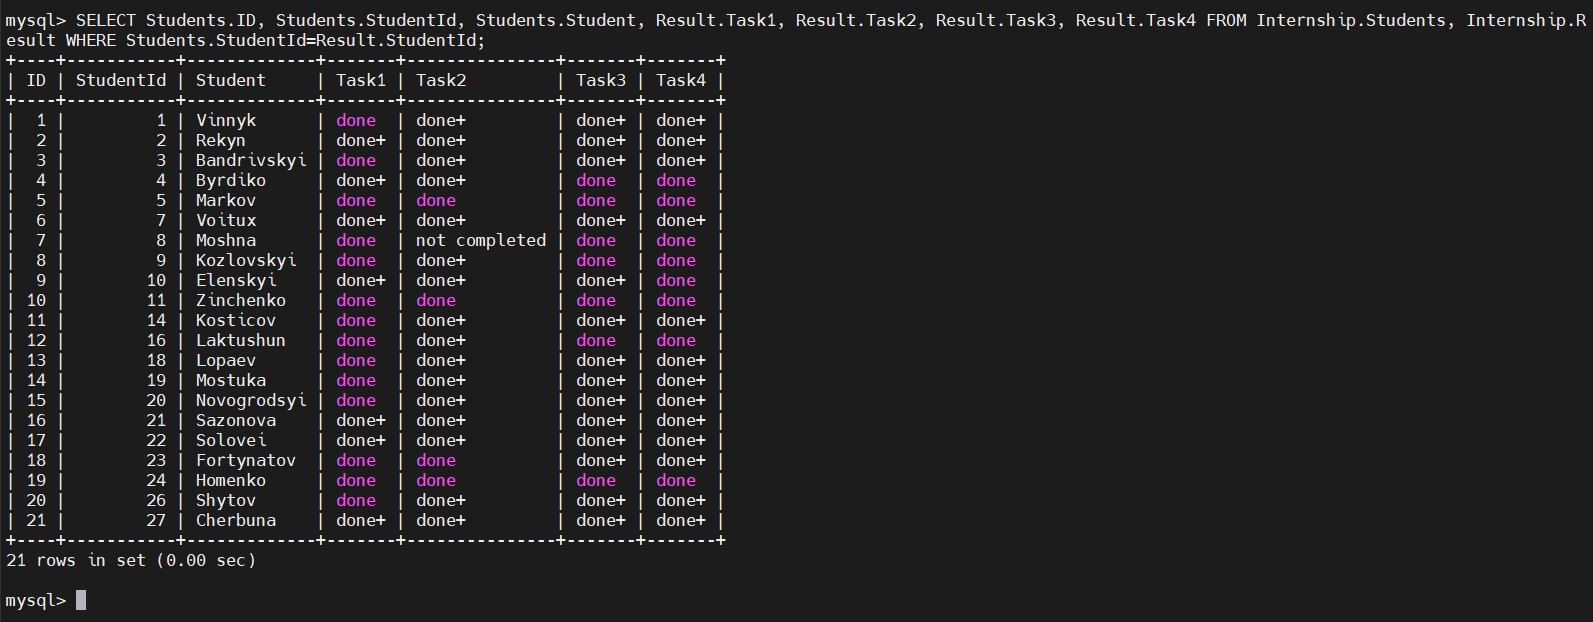 mysql> SELECT Students.ID, Students.StudentId, Students.Student, Result.Task1, Result.Task2, Result.Task3, Result.Task4 FROM Internship.Students, Internship.R
esult WHERE Students.StudentId=Result.StudentId;
+----+-----------+-------------+-------+---------------+-------+-------+
| ID | StudentId | Student     | Task1 | Task2         | Task3 | Task4 |
+----+-----------+-------------+-------+---------------+-------+-------+
|  1 |         1 | Vinnyk      | done  | done+         | done+ | done+ |
|  2 |         2 | Rekyn       | done+ | done+         | done+ | done+ |
|  3 |         3 | Bandrivskyi | done  | done+         | done+ | done+ |
|  4 |         4 | Byrdiko     | done+ | done+         | done  | done  |
|  5 |         5 | Markov      | done  | done          | done  | done  |
|  6 |         7 | Voitux      | done+ | done+         | done+ | done+ |
|  7 |         8 | Moshna      | done  | not completed | done  | done  |
|  8 |         9 | Kozlovskyi  | done  | done+         | done  | done  |
|  9 |        10 | Elenskyi    | done+ | done+         | done+ | done  |
| 10 |        11 | Zinchenko   | done  | done          | done  | done  |
| 11 |        14 | Kosticov    | done  | done+         | done+ | done+ |
| 12 |        16 | Laktushun   | done  | done+         | done  | done  |
| 13 |        18 | Lopaev      | done  | done+         | done+ | done+ |
| 14 |        19 | Mostuka     | done  | done+         | done+ | done+ |
| 15 |        20 | Novogrodsyi | done  | done+         | done+ | done+ |
| 16 |        21 | Sazonova    | done+ | done+         | done+ | done+ |
| 17 |        22 | Solovei     | done+ | done+         | done+ | done+ |
| 18 |        23 | Fortynatov  | done  | done          | done+ | done+ |
| 19 |        24 | Homenko     | done  | done          | done  | done  |
| 20 |        26 | Shytov      | done  | done+         | done+ | done+ |
| 21 |        27 | Cherbuna    | done+ | done+         | done+ | done+ |
+----+-----------+-------------+-------+---------------+-------+-------+
21 rows in set (0.00 sec)
mysql>